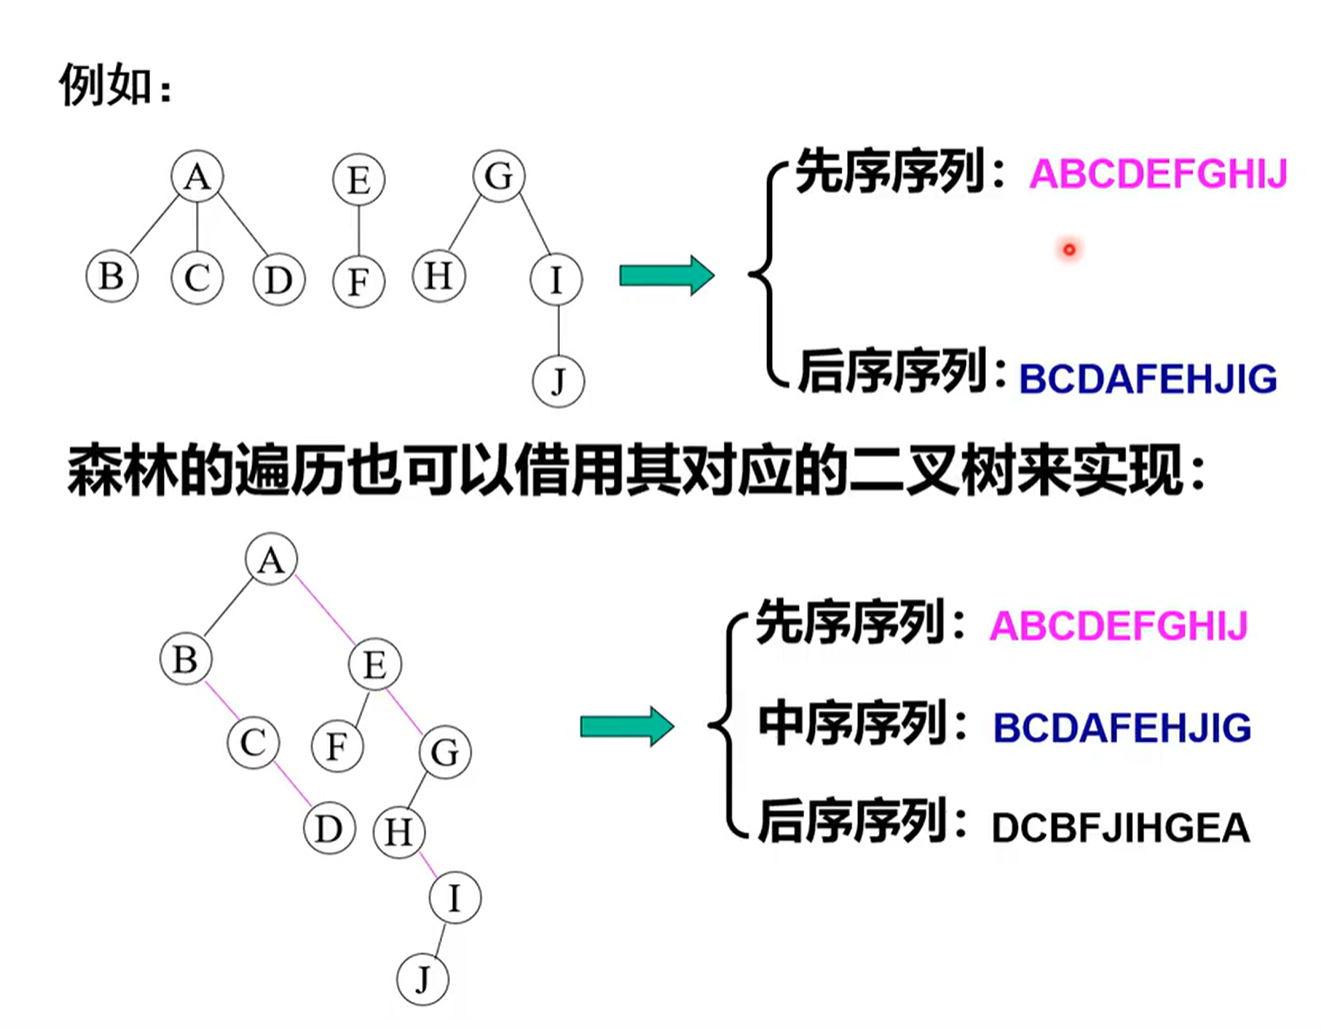 例如：
A E G
B C D F H I
J
先序序列：ABCDEFGHIJ
后序序列：BCDAFEHJIG
森林的遍历也可以借用其对应的二叉树来实现：
A
B E
C F G
D H
I
J
先序序列：ABCDEFGHIJ
中序序列：BCDAFEHJIG
后序序列：DCBFJIHGEA